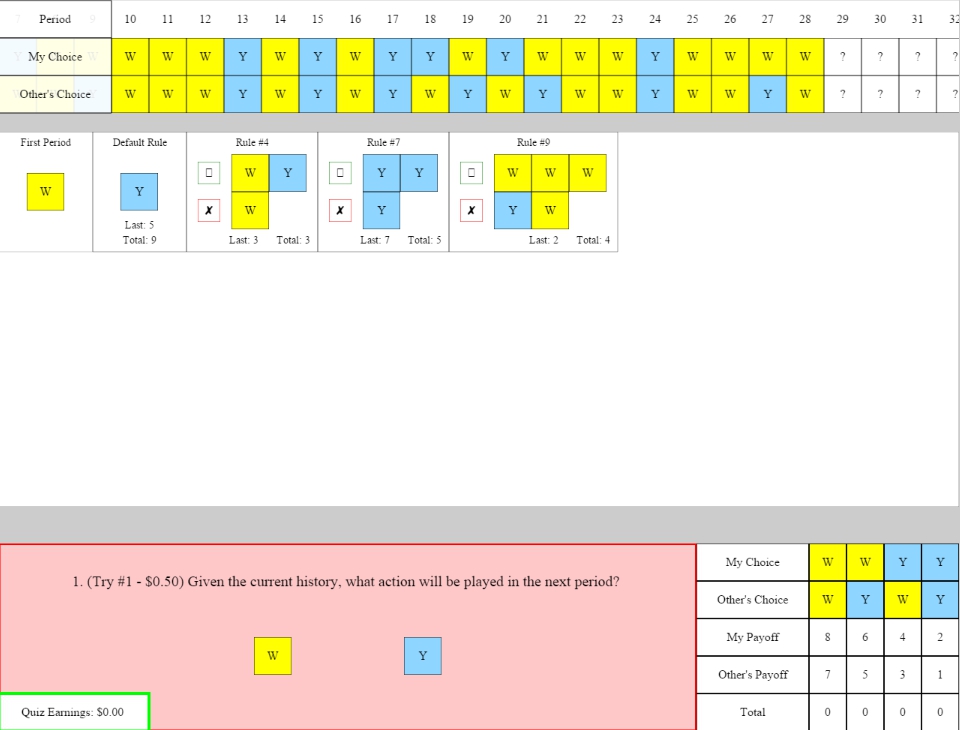 7 Period 9 10 11 12 13 14 15 16 17 18 19 20 21 22 23 24 25 26 27 28 29 30 31 32
Y My Choice W W W W Y W Y W Y Y W Y W W W Y W W W W ? ? ? ?
Other's Choice W W W Y W Y W Y W Y W Y W W Y W W Y W ? ? ? ?
First Period Default Rule Rule #4 Rule #7 Rule #9
W Y Y Y W W W
W Y
✗ W ✗ Y ✗ Y W
Last: 5
Total: 9 Last: 3 Total: 3 Last: 7 Total: 5 Last: 2 Total: 4
1. (Try #1 - $0.50) Given the current history, what action will be played in the next period?
W Y
Quiz Earnings: $0.00
My Choice W W Y Y
Other's Choice W Y W Y
My Payoff 8 6 4 2
Other's Payoff 7 5 3 1
Total 0 0 0 0